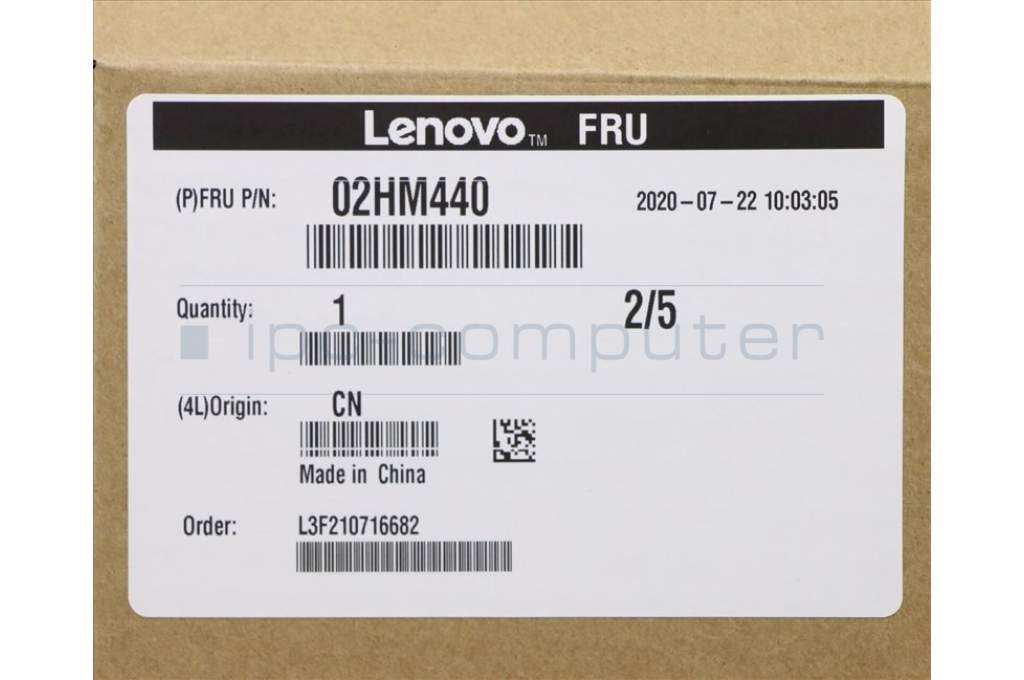 Lenovo™ FRU
(P)FRU P/N: 02HM440 2020-07-22 10:03:05
Quantity: 1 2/5
ipc-computer
(4L)Origin: CN
Made in China
Order: L3F210716682